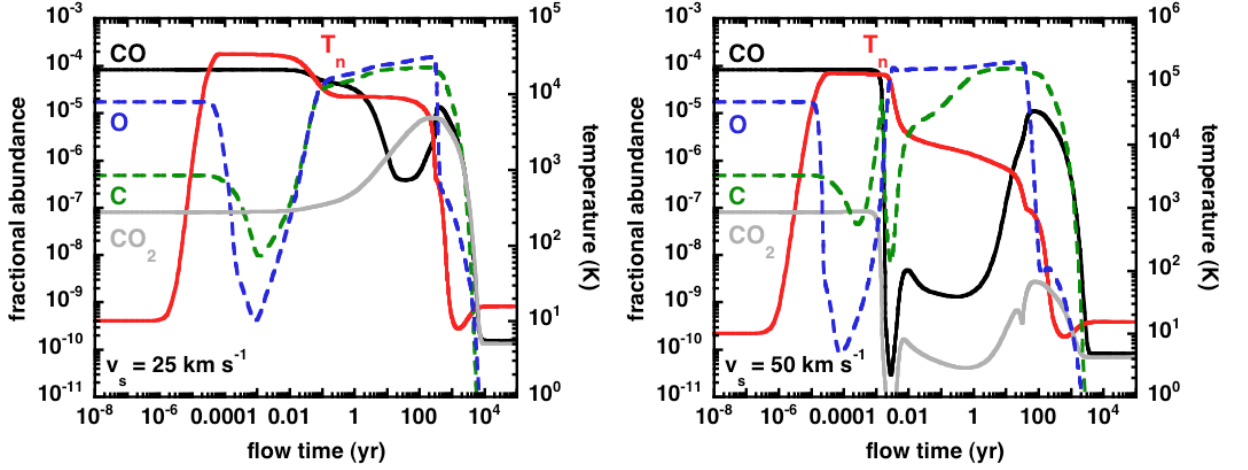 10^-3
10^-4
10^-5
10^-6
10^-7
10^-8
10^-9
10^-10
10^-11
fractional abundance
CO
O
C
CO_2
T_n
v_s = 25 km s^-1
10^5
10^4
10^3
10^2
10^1
10^0
temperature (K)
10^-8
10^-6
0.0001
0.01
1
100
10^4
flow time (yr)
10^-3
10^-4
10^-5
10^-6
10^-7
10^-8
10^-9
10^-10
10^-11
fractional abundance
CO
O
C
CO_2
T_n
v_s = 50 km s^-1
10^6
10^5
10^4
10^3
10^2
10^1
10^0
temperature (K)
10^-8
10^-6
0.0001
0.01
1
100
10^4
flow time (yr)